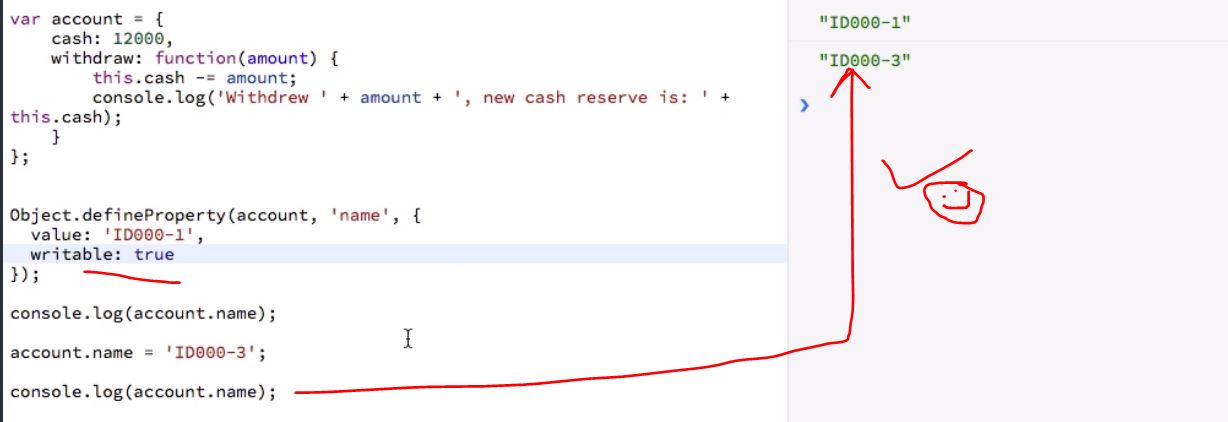 var account = {
    cash: 12000,
    withdraw: function(amount) {
        this.cash -= amount;
        console.log('Withdrew ' + amount + ', new cash reserve is: ' +
this.cash);
    }
};
Object.defineProperty(account, 'name', {
  value: 'ID000-1',
  writable: true
});
console.log(account.name);
account.name = 'ID000-3';
console.log(account.name);
"ID000-1"
"ID000-3"